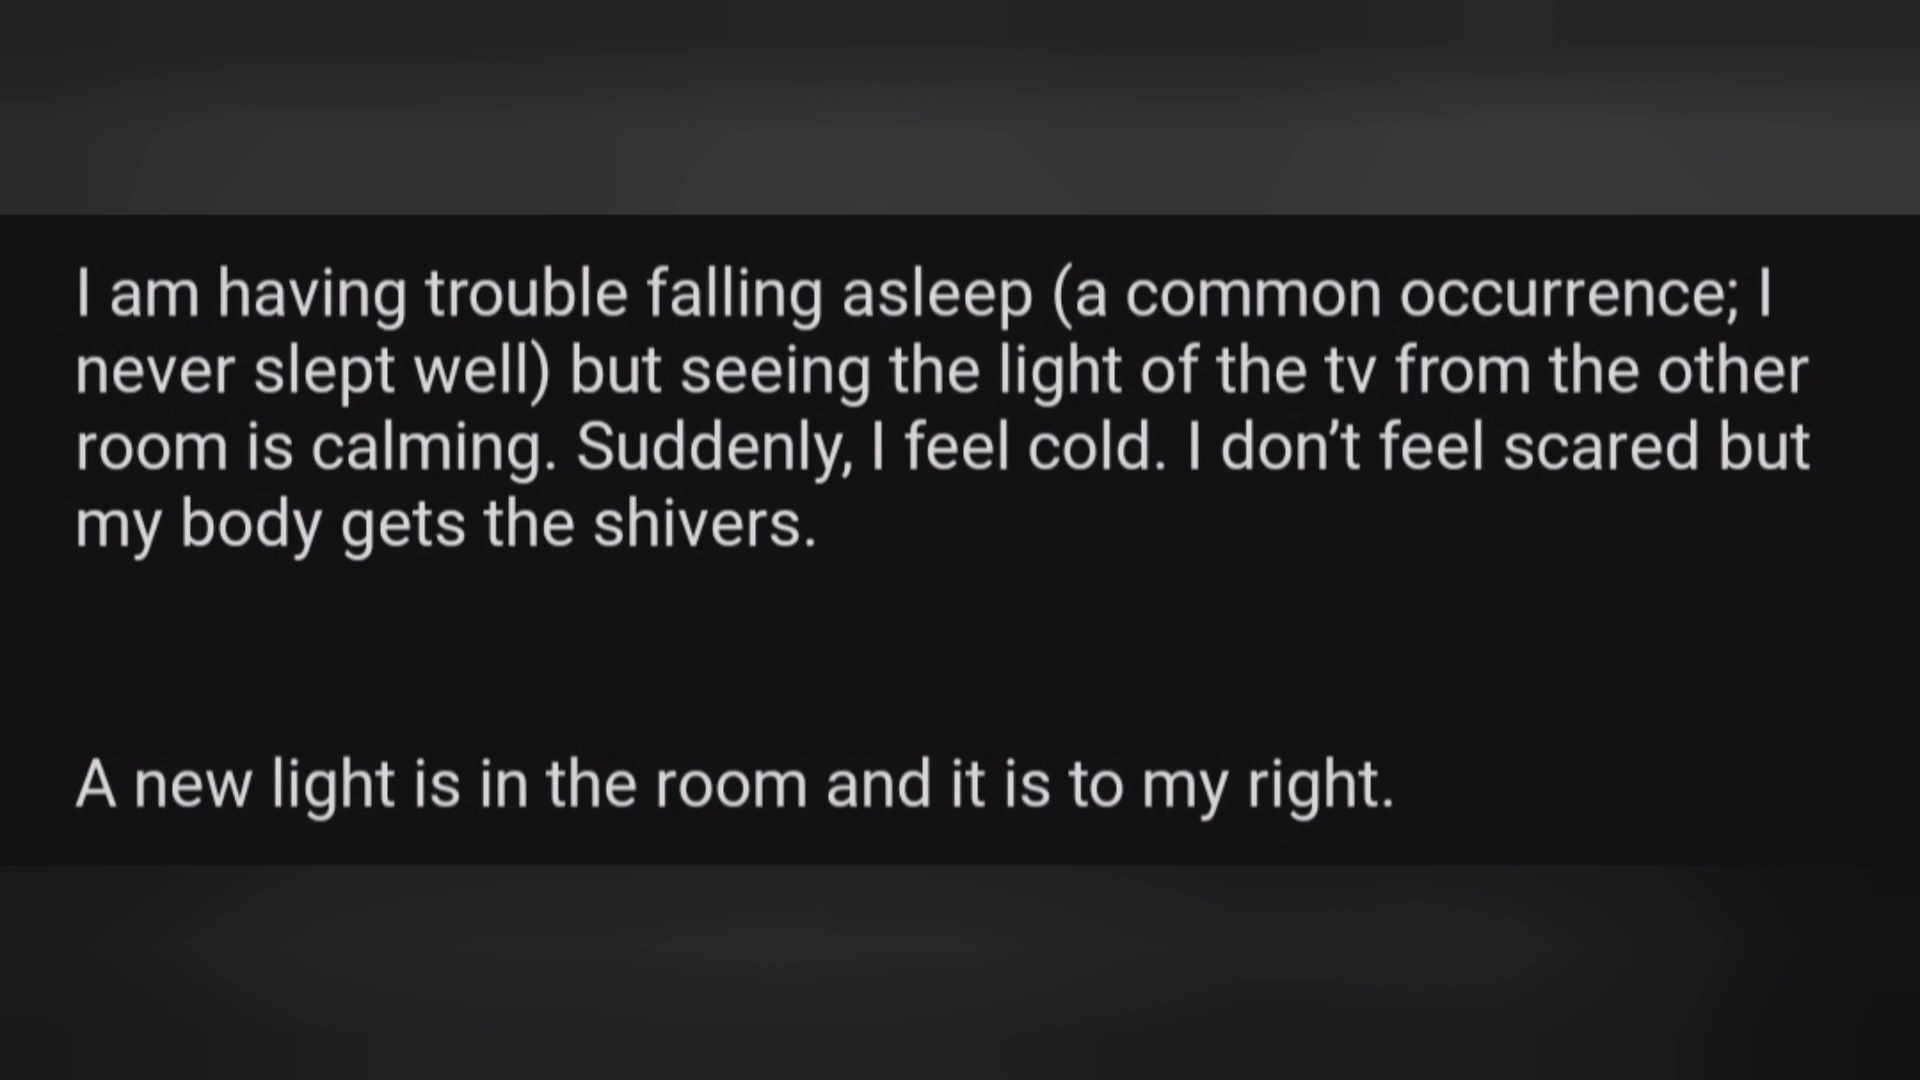 I am having trouble falling asleep (a common occurrence; I
never slept well) but seeing the light of the tv from the other
room is calming. Suddenly, I feel cold. I don’t feel scared but
my body gets the shivers.
A new light is in the room and it is to my right.